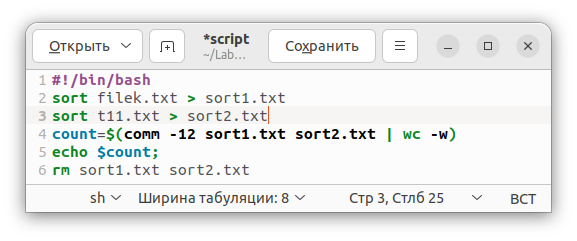 Открыть
*script
~/Lab…
Сохранить
1 #!/bin/bash
2 sort filek.txt > sort1.txt
3 sort t11.txt > sort2.txt
4 count=$(comm -12 sort1.txt sort2.txt | wc -w)
5 echo $count;
6 rm sort1.txt sort2.txt
sh Ширина табуляции: 8 Стр 3, Стлб 25 ВСТ